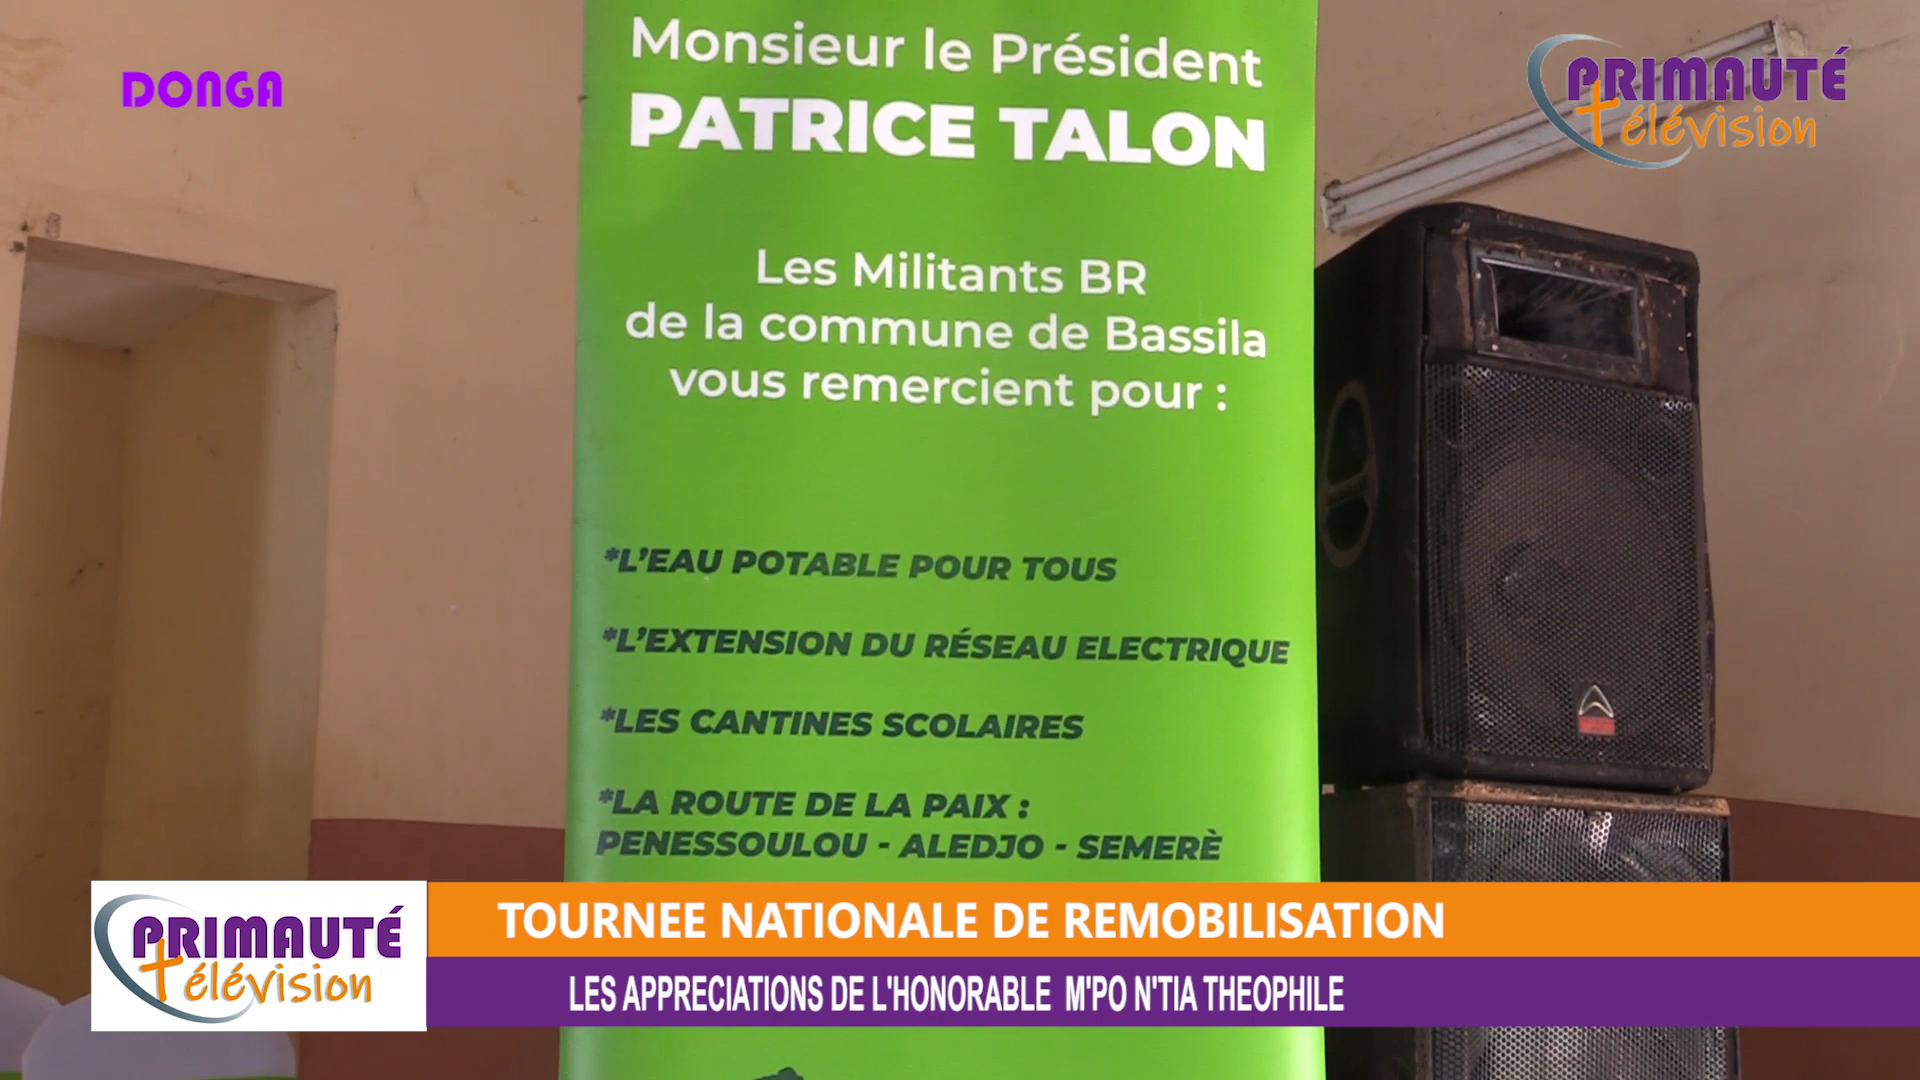 DONGA
PRIMAUTÉ
Télévision
Monsieur le Président
PATRICE TALON
Les Militants BR
de la commune de Bassila
vous remercient pour :
*L'EAU POTABLE POUR TOUS
*L'EXTENSION DU RÉSEAU ELECTRIQUE
*LES CANTINES SCOLAIRES
*LA ROUTE DE LA PAIX :
PENESSOULOU - ALEDJO - SEMERÈ
PRIMAUTÉ
Télévision
TOURNEE NATIONALE DE REMOBILISATION
LES APPRECIATIONS DE L'HONORABLE M'PO N'TIA THEOPHILE